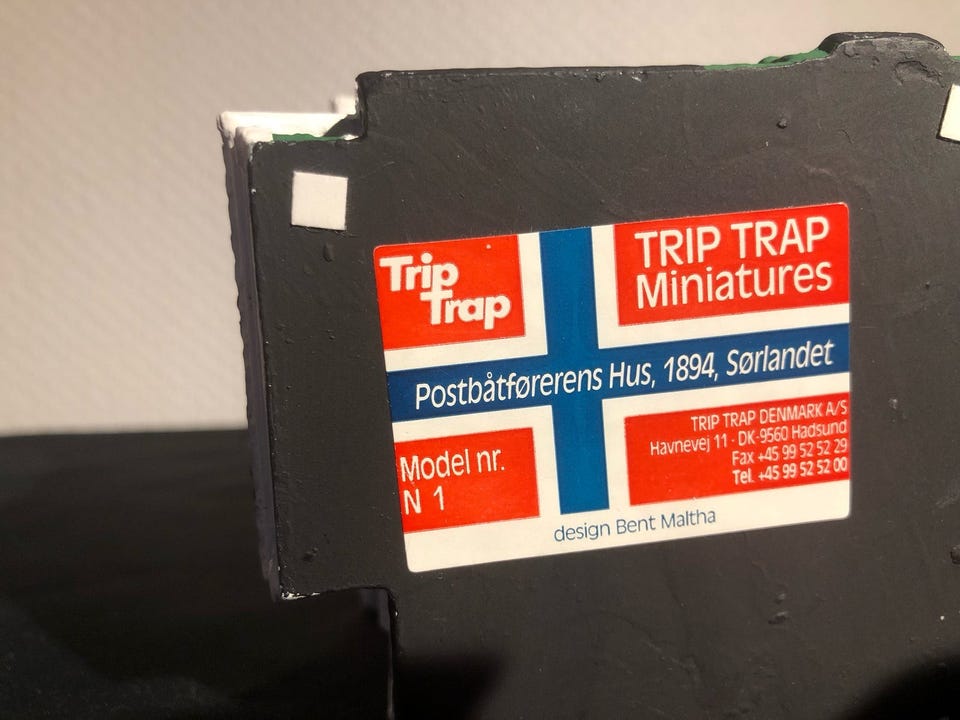 Trip
Trap
TRIP TRAP
Miniatures
Postbåtførerens Hus, 1894, Sørlandet
Model nr.
N 1
TRIP TRAP DENMARK A/S
Havnevej 11 - DK-9560 Hadsund
Fax +45 99 52 52 29
Tel. +45 99 52 52 00
design Bent Maltha